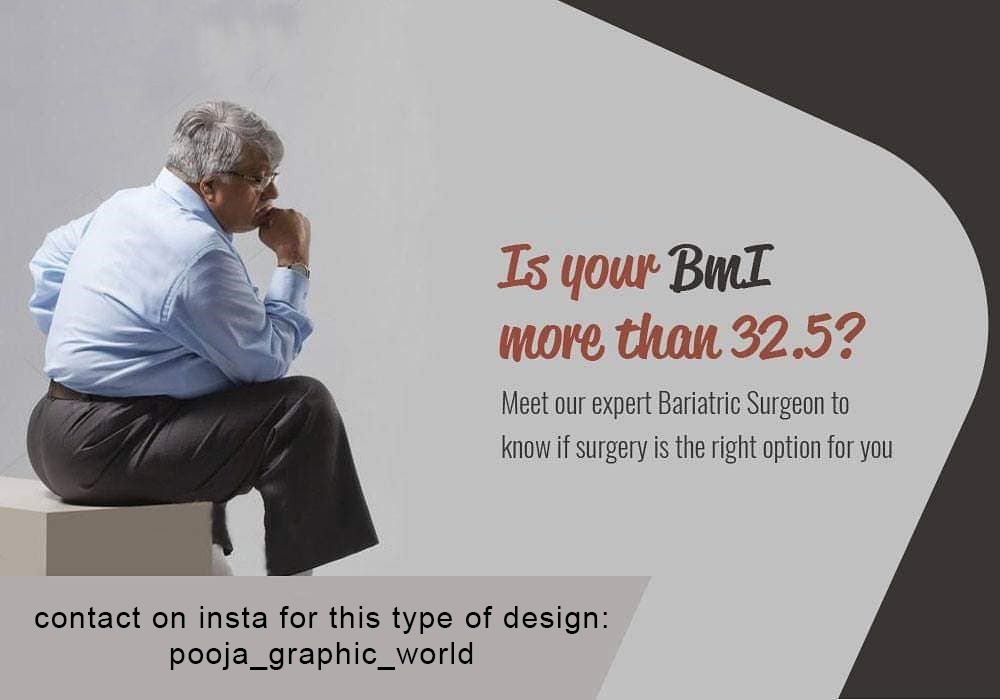 Is your BmI
more than 32.5?
Meet our expert Bariatric Surgeon to
know if surgery is the right option for you
contact on insta for this type of design:
pooja_graphic_world